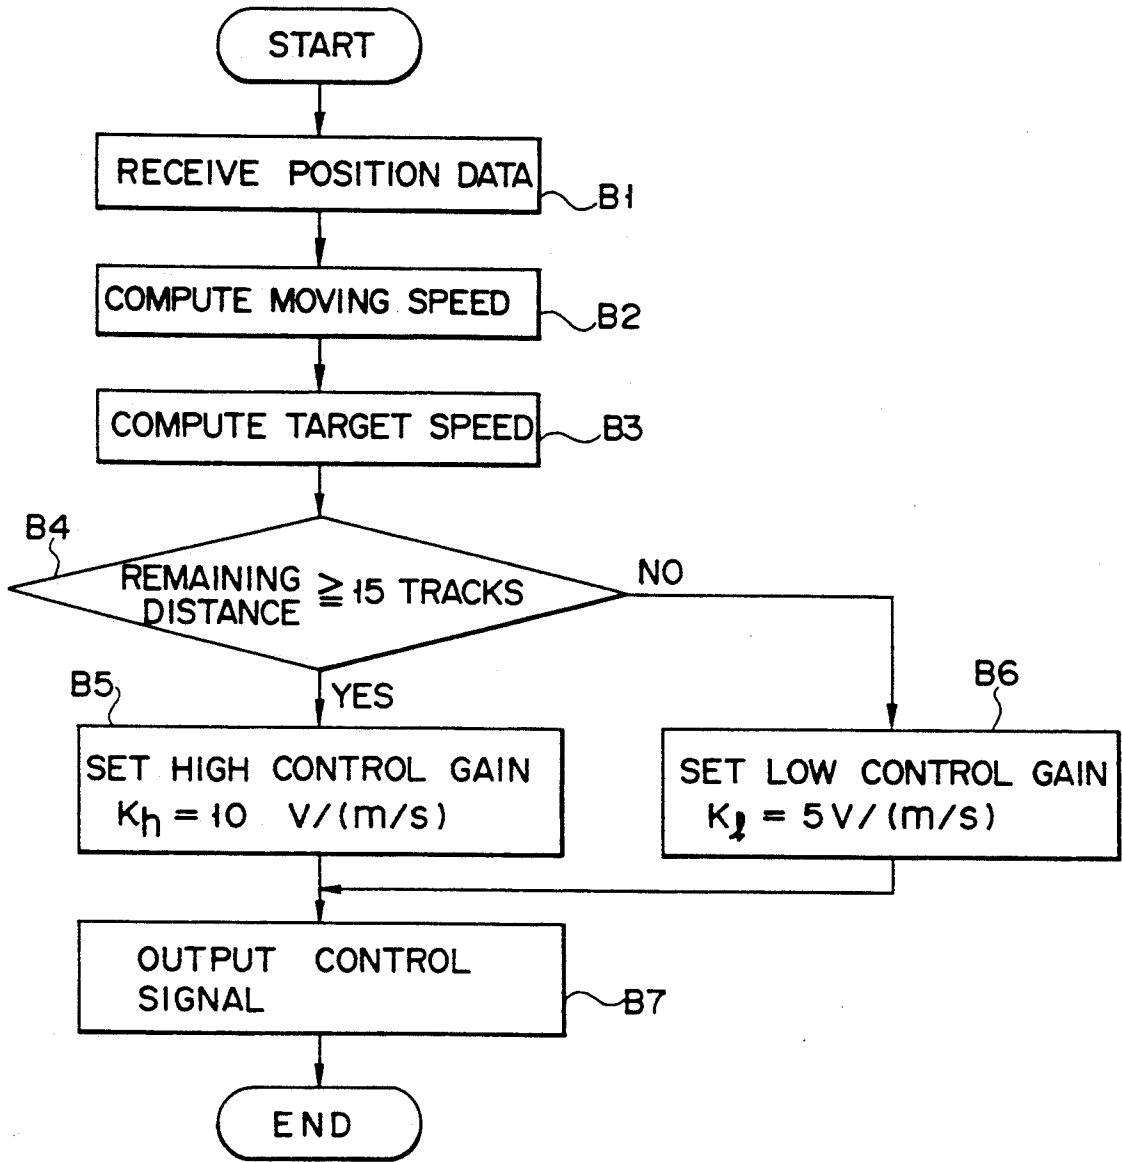 START
RECEIVE POSITION DATA
B1
COMPUTE MOVING SPEED
B2
COMPUTE TARGET SPEED
B3
B4
REMAINING DISTANCE ≧ 15 TRACKS
NO
YES
B5
SET HIGH CONTROL GAIN
Kh = 10 V/(m/s)
B6
SET LOW CONTROL GAIN
Kℓ = 5 V/(m/s)
OUTPUT CONTROL
SIGNAL
B7
END